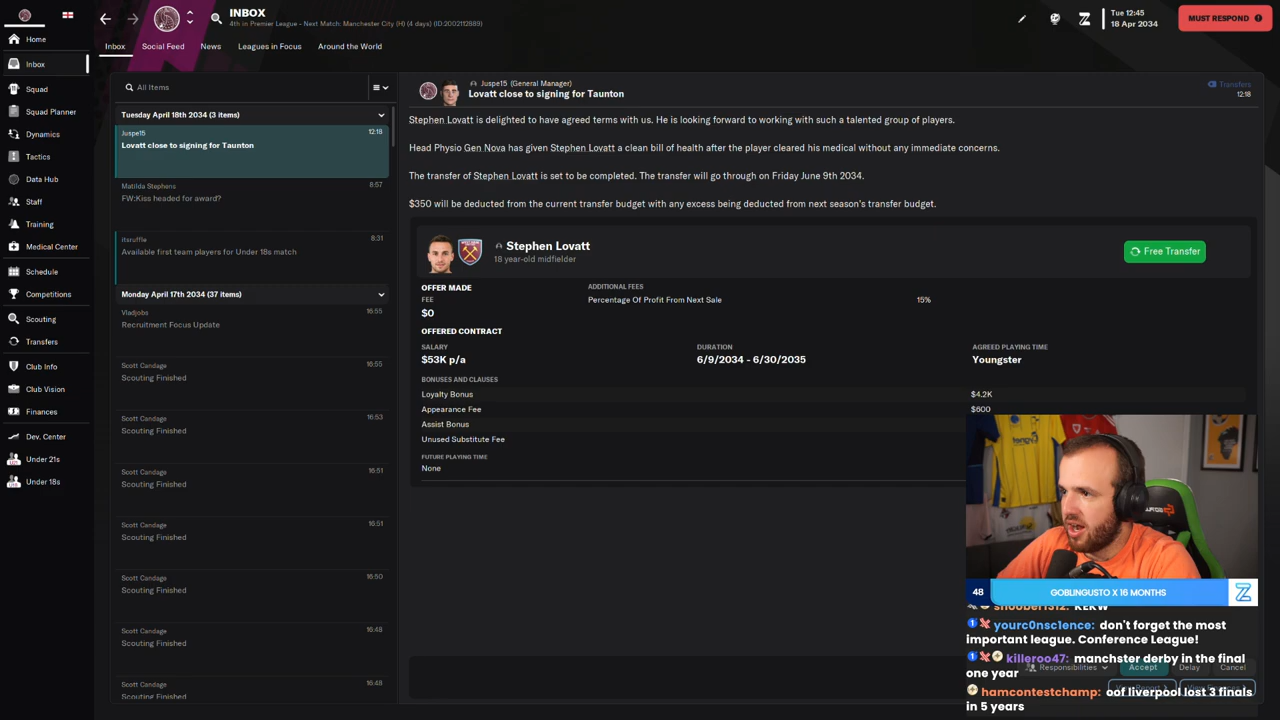 INBOX
4th in Premier League - Next Match: Manchester City (H) (4 days) (ID:2002112889)
Tue 12:45
18 Apr 2034
MUST RESPOND
Inbox
Social Feed
News
Leagues in Focus
Around the World
Home
Inbox
Squad
Squad Planner
Dynamics
Tactics
Data Hub
Staff
Training
Medical Center
Schedule
Competitions
Scouting
Transfers
Club Info
Club Vision
Finances
Dev. Center
Under 21s
Under 18s
All Items
Tuesday April 18th 2034 (3 items)
Juspe15 12:18
Lovatt close to signing for Taunton
Matilda Stephens 8:57
FW:Kiss headed for award?
itsruffle 8:31
Available first team players for Under 18s match
Monday April 17th 2034 (37 items)
Vladjobs 16:55
Recruitment Focus Update
Scott Candage 16:55
Scouting Finished
Scott Candage 16:53
Scouting Finished
Scott Candage 16:51
Scouting Finished
Scott Candage 16:51
Scouting Finished
Scott Candage 16:50
Scouting Finished
Scott Candage 16:48
Scouting Finished
Scott Candage 16:48
Scouting Finished
Juspe15 (General Manager)
Lovatt close to signing for Taunton
Transfers
12:18
Stephen Lovatt is delighted to have agreed terms with us. He is looking forward to working with such a talented group of players.
Head Physio Gen Nova has given Stephen Lovatt a clean bill of health after the player cleared his medical without any immediate concerns.
The transfer of Stephen Lovatt is set to be completed. The transfer will go through on Friday June 9th 2034.
$350 will be deducted from the current transfer budget with any excess being deducted from next season's transfer budget.
Stephen Lovatt
18 year-old midfielder
Free Transfer
OFFER MADE
FEE
$0
ADDITIONAL FEES
Percentage Of Profit From Next Sale 15%
OFFERED CONTRACT
SALARY
$53K p/a
DURATION
6/9/2034 - 6/30/2035
AGREED PLAYING TIME
Youngster
BONUSES AND CLAUSES
Loyalty Bonus $4.2K
Appearance Fee $600
Assist Bonus
Unused Substitute Fee
FUTURE PLAYING TIME
None
48 GOBLINGUSTO X 16 MONTHS
KEKW
yourc0nsc1ence: don't forget the most
important league. Conference League!
killeroo47: manchster derby in the final
one year
Responsibilities
Accept
Delay
Cancel
hamcontestchamp: oof liverpool lost 3 finals
in 5 years